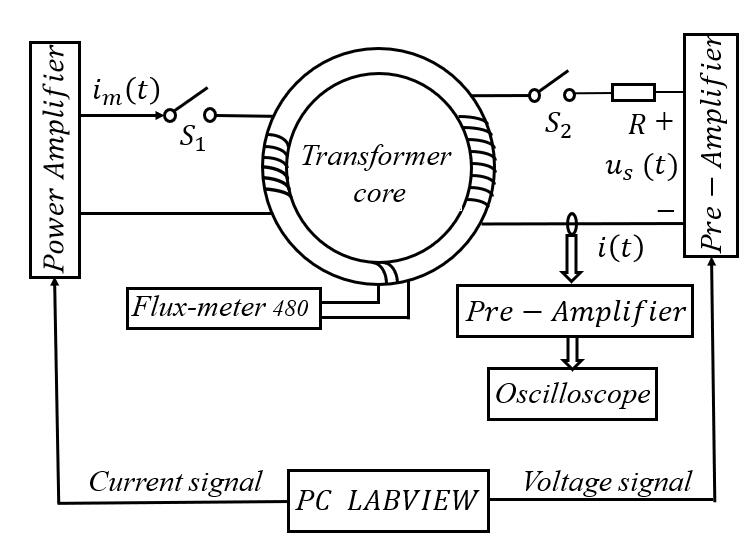 Power Amplifier
i_m(t)
S_1
Transformer
core
S_2
R +
u_s (t)
−
Pre − Amplifier
i(t)
Flux-meter 480
Pre − Amplifier
Oscilloscope
Current signal
PC LABVIEW
Voltage signal